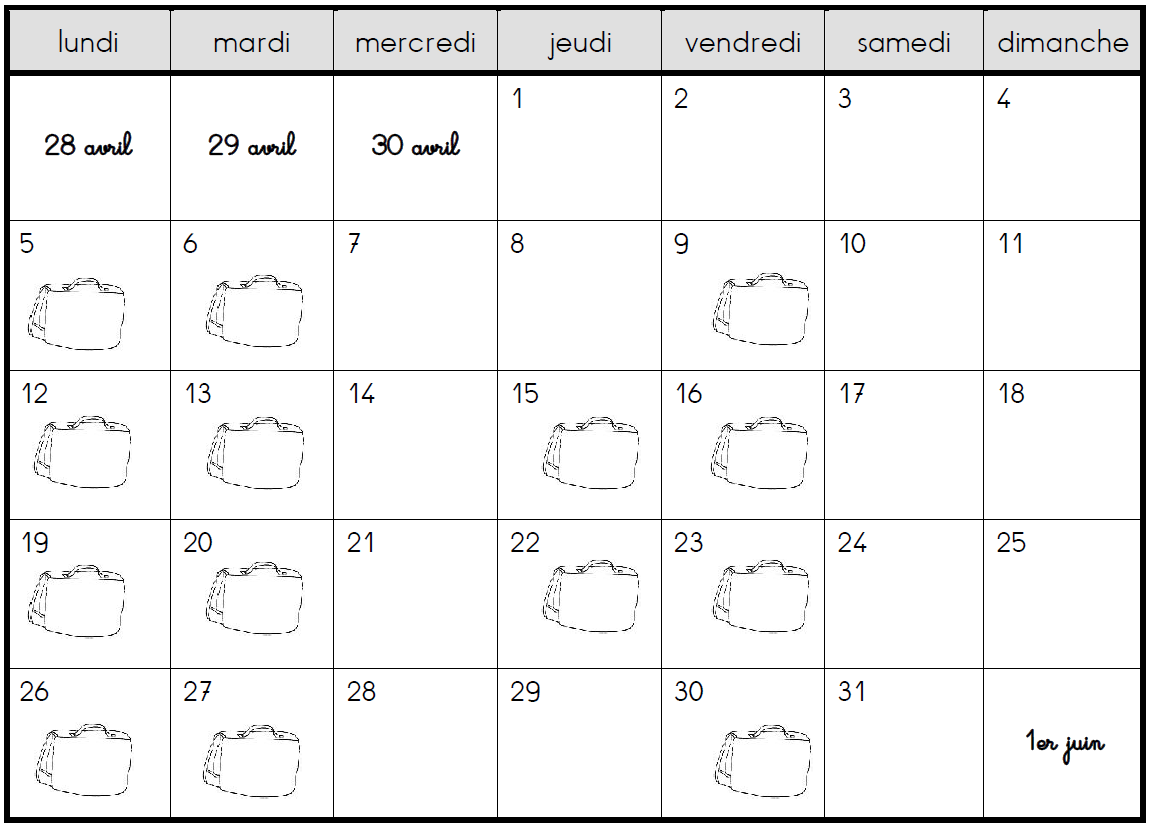 lundi mardi mercredi jeudi vendredi samedi dimanche
28 avril 29 avril 30 avril 1 2 3 4
5 6 7 8 9 10 11
12 13 14 15 16 17 18
19 20 21 22 23 24 25
26 27 28 29 30 31 1er juin